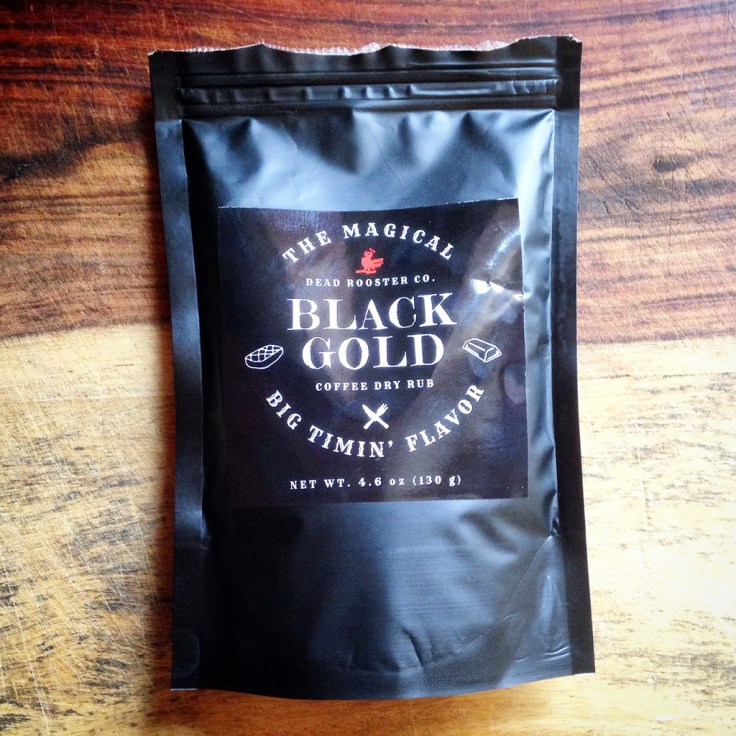 THE MAGICAL
DEAD ROOSTER CO.
BLACK
GOLD
COFFEE DRY RUB
BIG TIMIN' FLAVOR
NET WT. 4.6 oz (130 g)